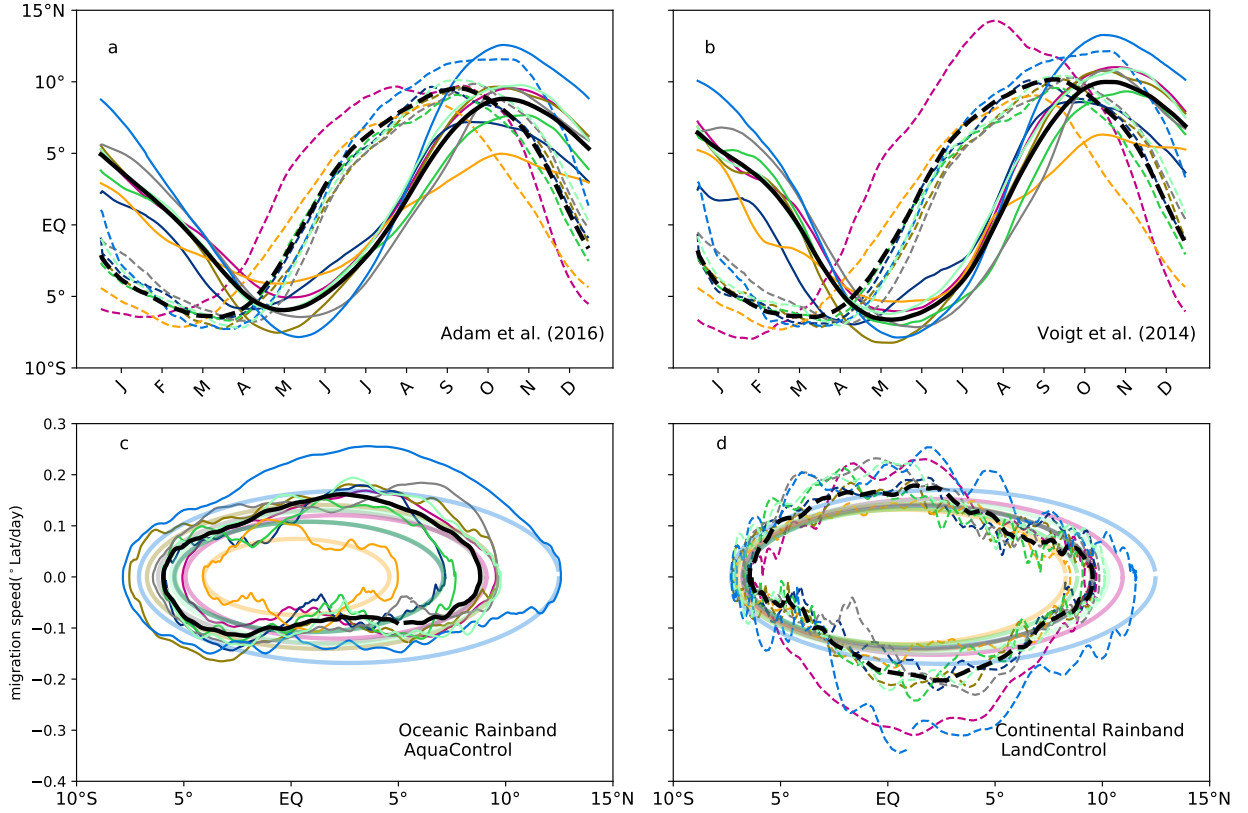 15°N
10°
5°
EQ
5°
10°S
a
Adam et al. (2016)
J
F
M
A
M
J
J
A
S
O
N
D
b
Voigt et al. (2014)
J
F
M
A
M
J
J
A
S
O
N
D
migration speed(°Lat/day)
0.3
0.2
0.1
0.0
−0.1
−0.2
−0.3
−0.4
c
Oceanic Rainband
AquaControl
10°S
5°
EQ
5°
10°
15°N
d
Continental Rainband
LandControl
5°
EQ
5°
10°
15°N